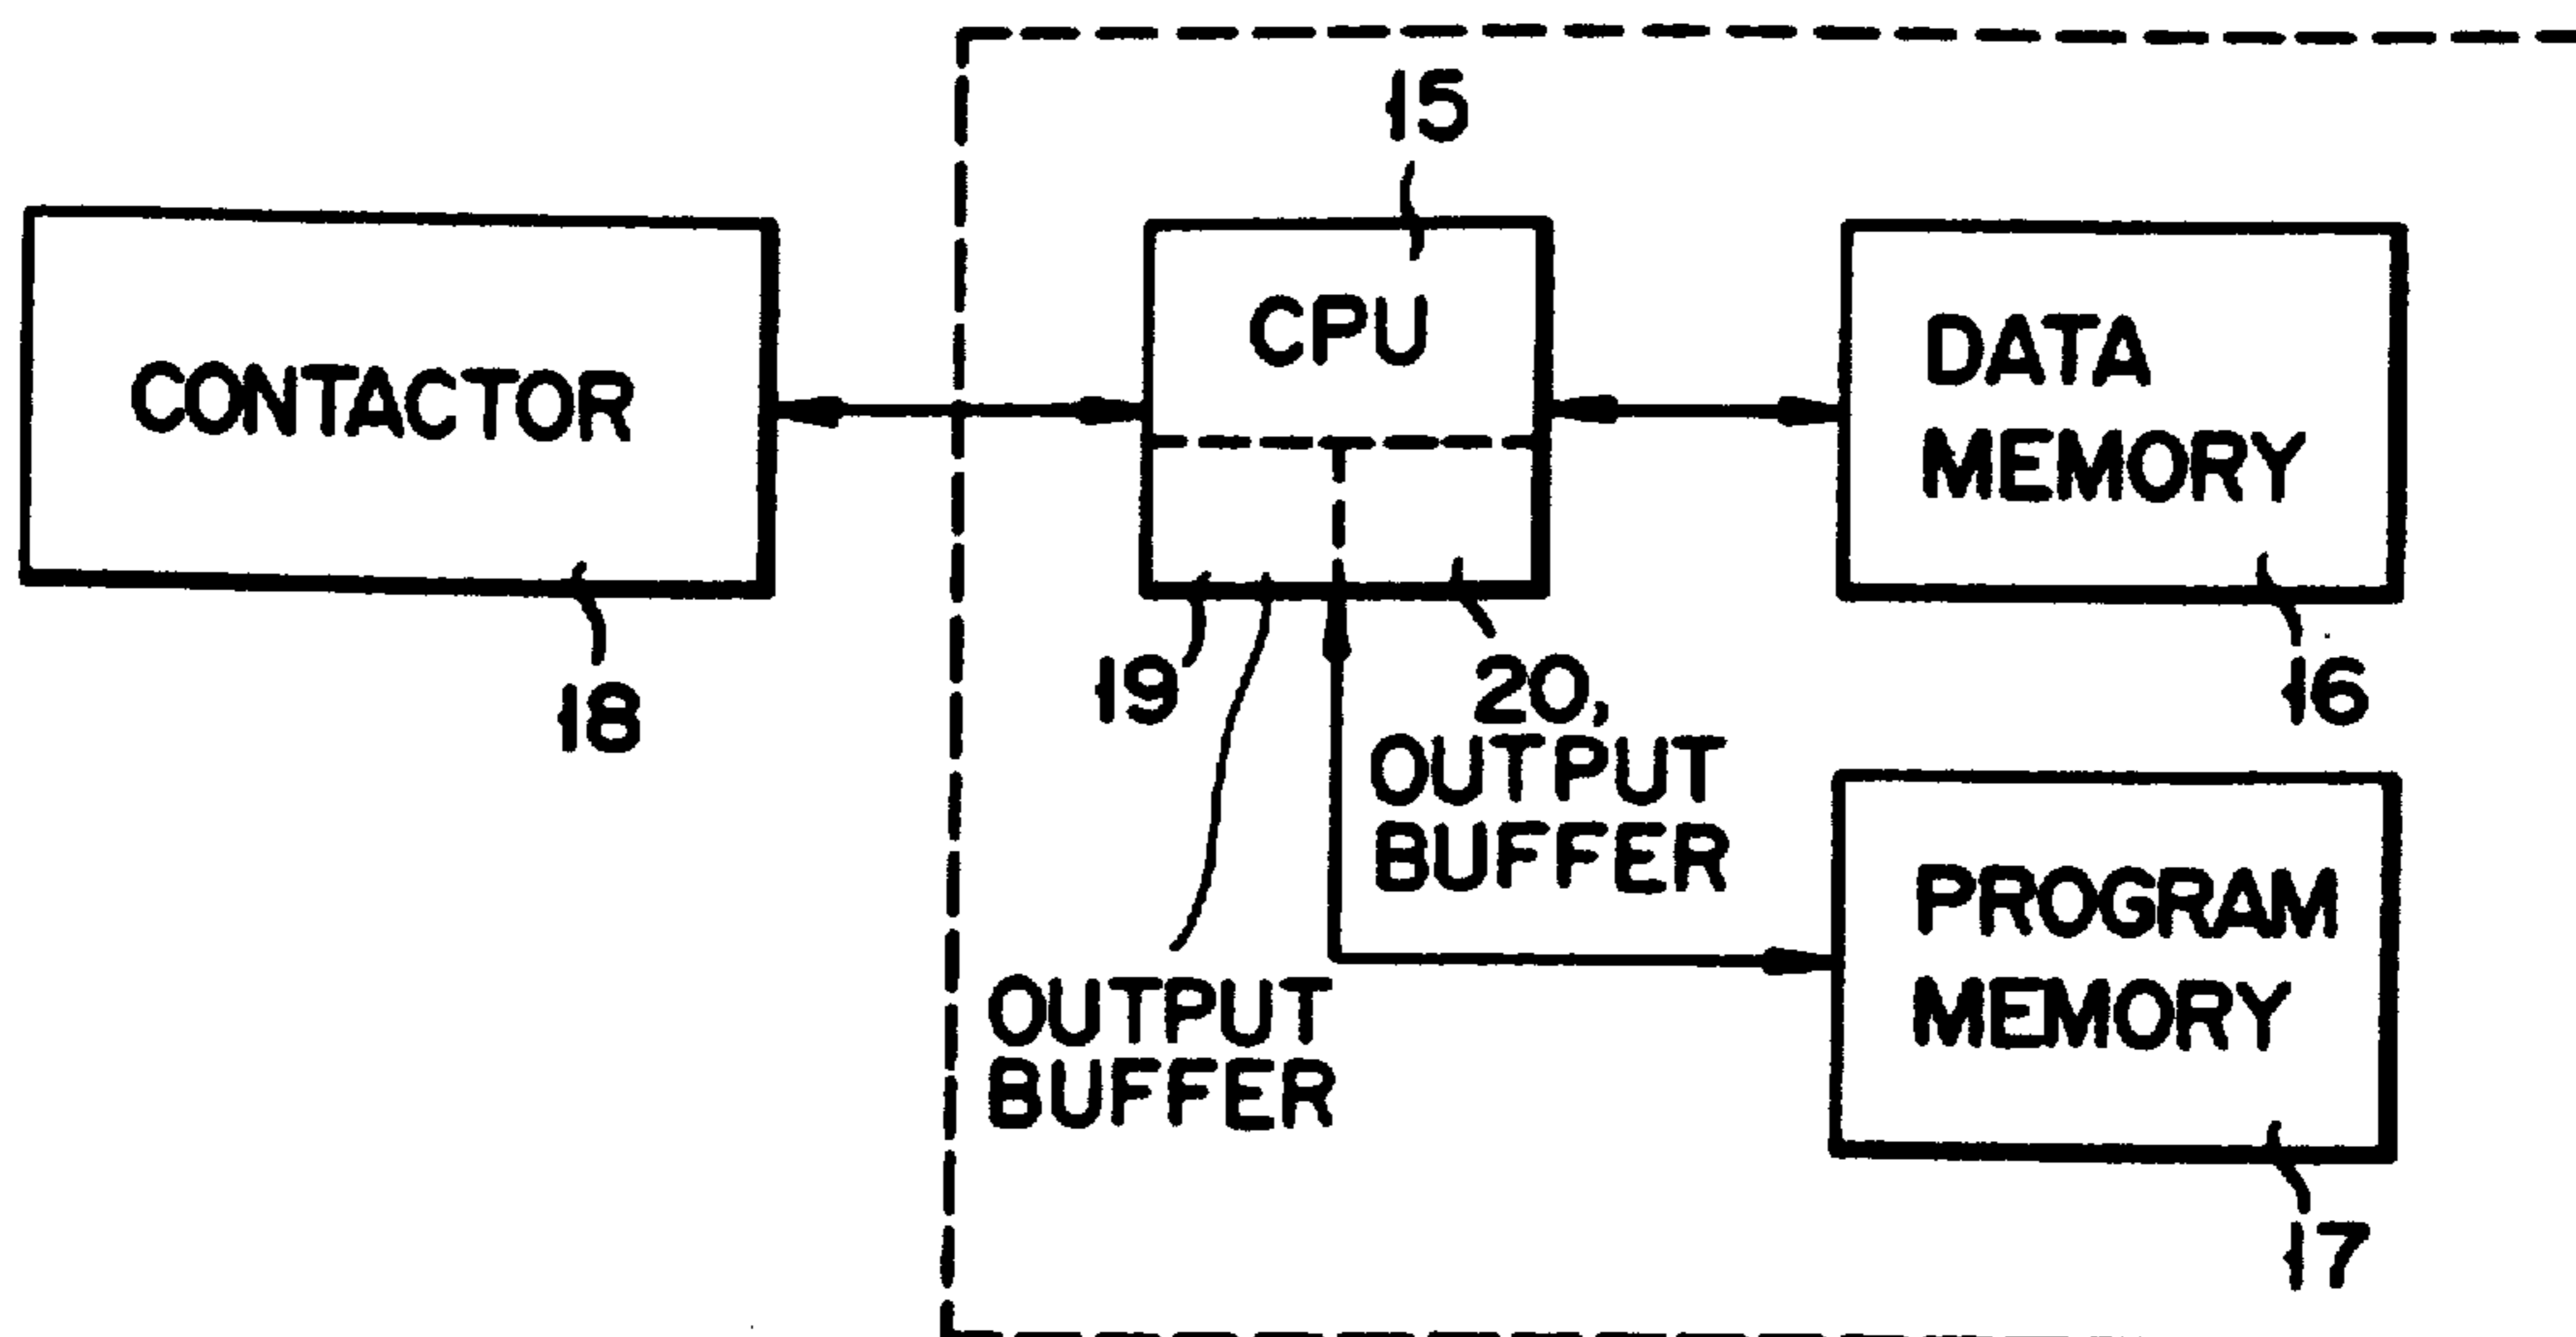 15
CONTACTOR
CPU
DATA
MEMORY
18
19
20,
OUTPUT
BUFFER
16
OUTPUT
BUFFER
PROGRAM
MEMORY
17